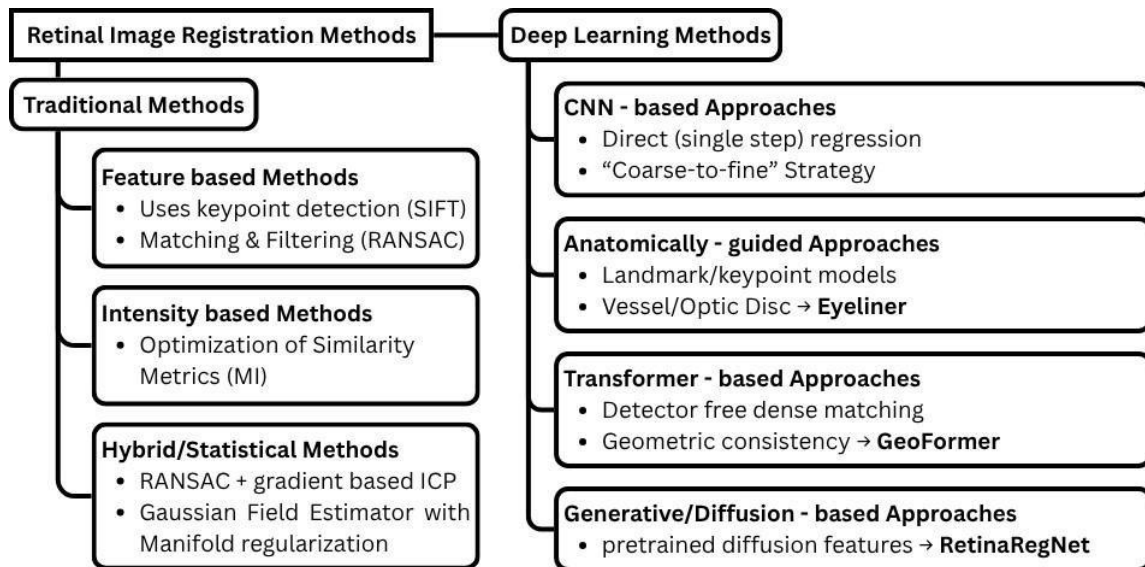 Retinal Image Registration Methods
Traditional Methods
Feature based Methods
• Uses keypoint detection (SIFT)
• Matching & Filtering (RANSAC)
Intensity based Methods
• Optimization of Similarity
Metrics (MI)
Hybrid/Statistical Methods
• RANSAC + gradient based ICP
• Gaussian Field Estimator with
Manifold regularization
Deep Learning Methods
CNN - based Approaches
• Direct (single step) regression
• “Coarse-to-fine” Strategy
Anatomically - guided Approaches
• Landmark/keypoint models
• Vessel/Optic Disc → Eyeliner
Transformer - based Approaches
• Detector free dense matching
• Geometric consistency → GeoFormer
Generative/Diffusion - based Approaches
• pretrained diffusion features → RetinaRegNet